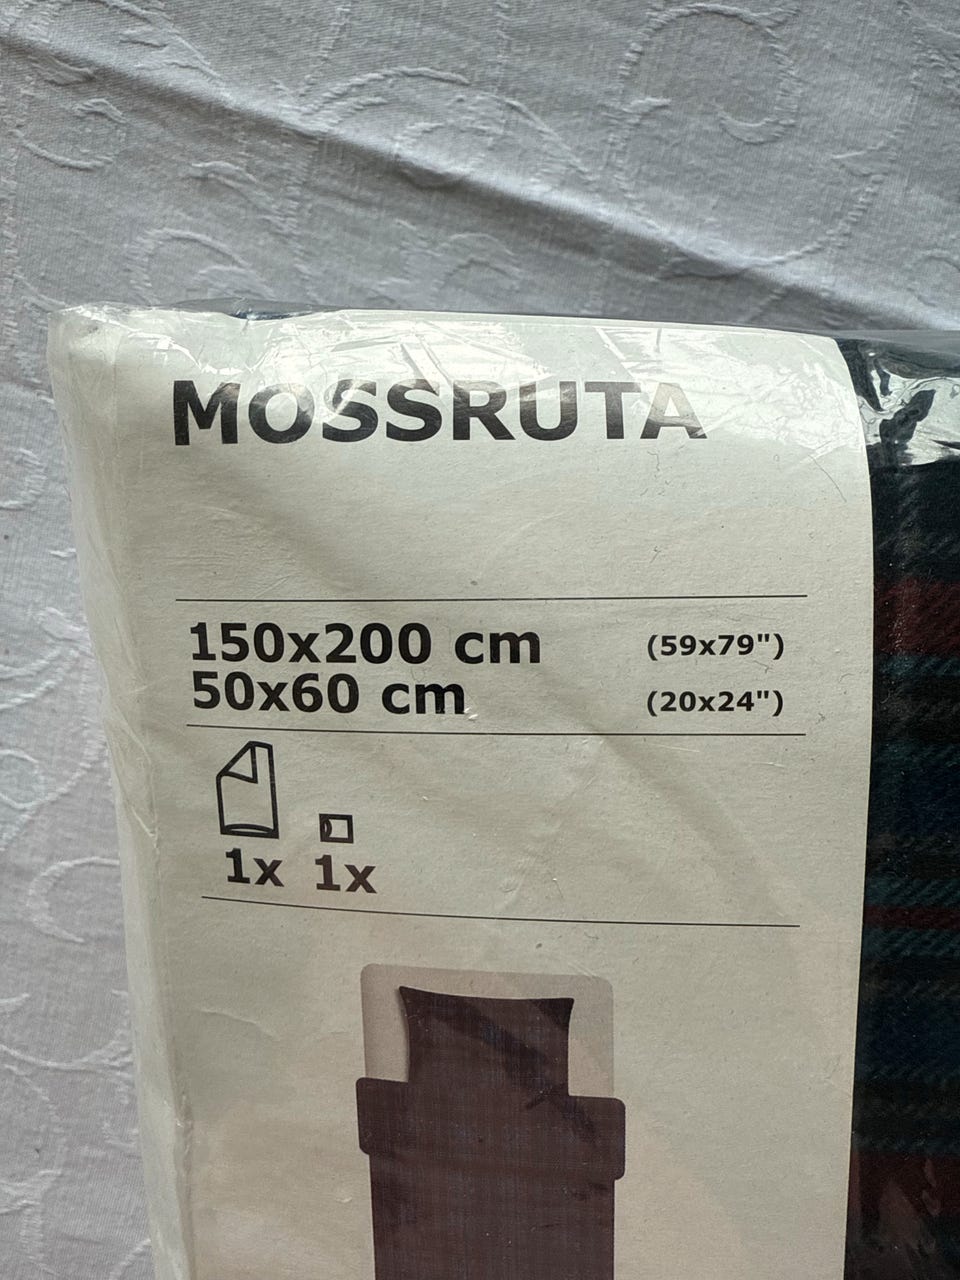 MOSSRUTA
150x200 cm (59x79")
50x60 cm (20x24")
1x 1x